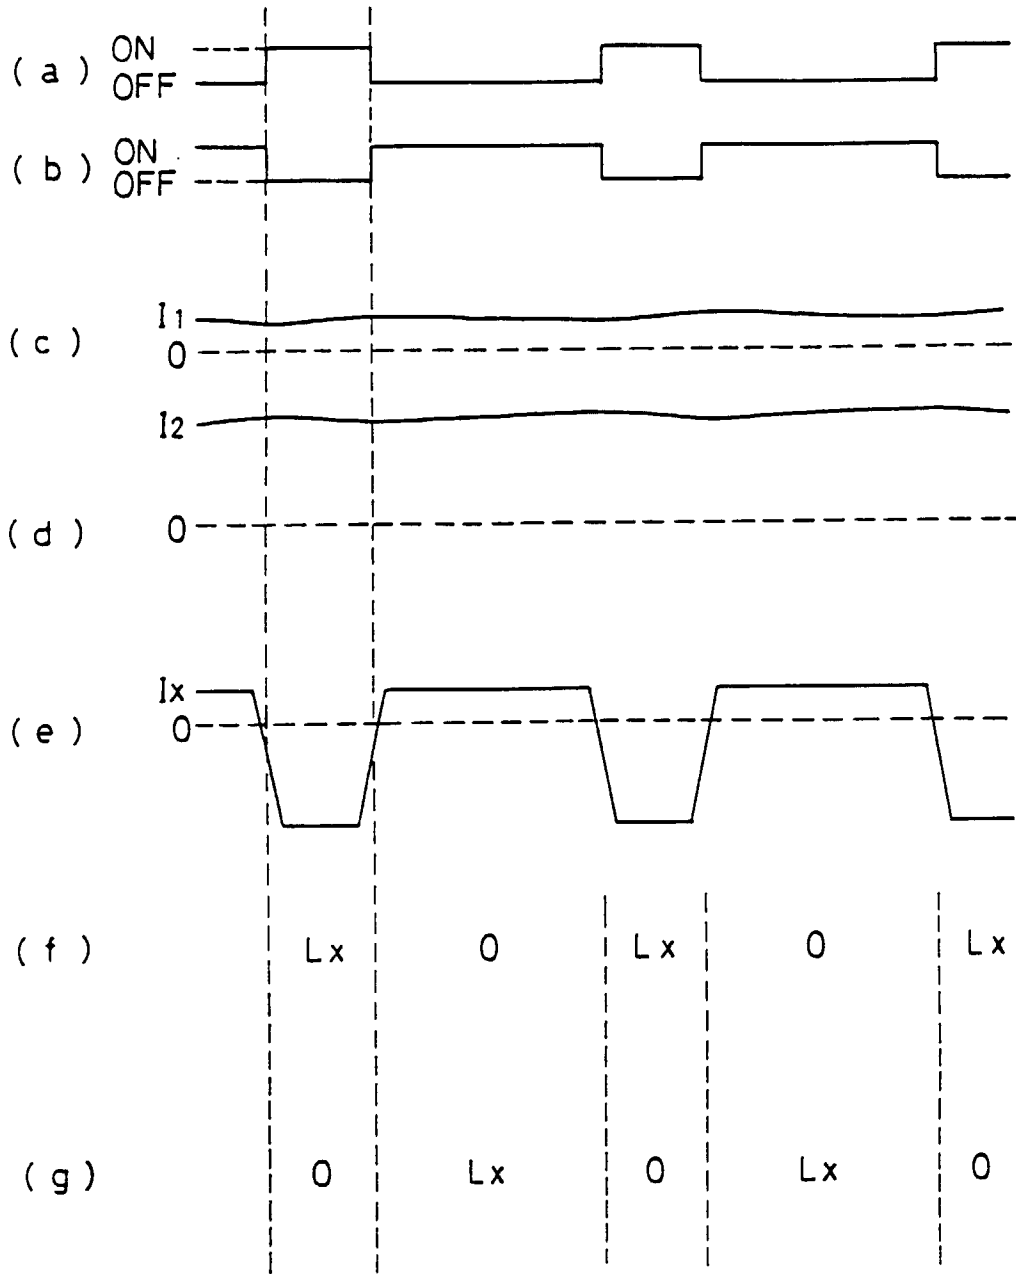 (a) ON
OFF
(b) ON
OFF
(c) I1
0
I2
(d) 0
(e) Ix
0
(f) Lx 0 Lx 0 Lx
(g) 0 Lx 0 Lx 0